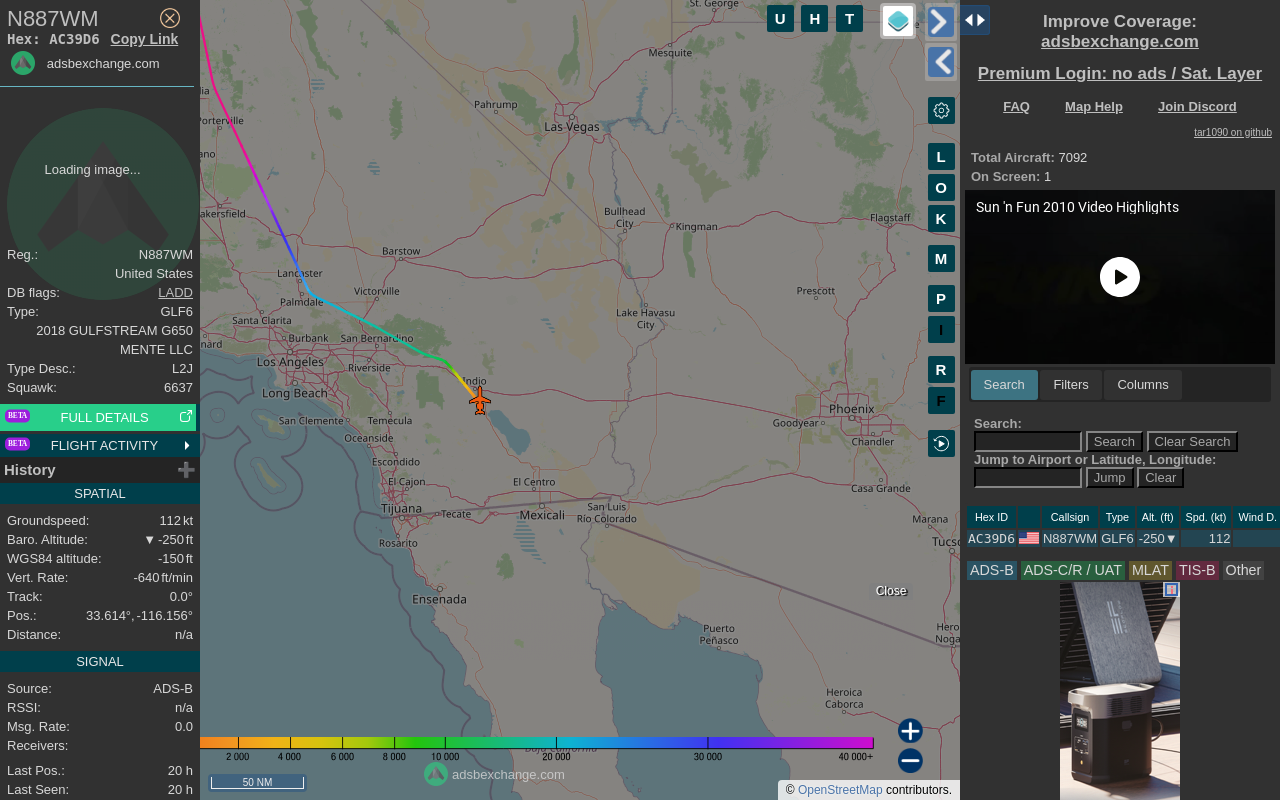 N887WM
Hex: AC39D6 Copy Link
adsbexchange.com
Loading image...
Reg.: N887WM
United States
DB flags: LADD
Type: GLF6
2018 GULFSTREAM G650
MENTE LLC
Type Desc.: L2J
Squawk: 6637
BETA FULL DETAILS
BETA FLIGHT ACTIVITY
History
SPATIAL
Groundspeed: 112 kt
Baro. Altitude: ▼ -250 ft
WGS84 altitude: -150 ft
Vert. Rate: -640 ft/min
Track: 0.0°
Pos.: 33.614°, -116.156°
Distance: n/a
SIGNAL
Source: ADS-B
RSSI: n/a
Msg. Rate: 0.0
Receivers:
Last Pos.: 20 h
Last Seen: 20 h
St. George
Mesquite
Pahrump
Las Vegas
Porterville
Bullhead
City
Kingman
Flagstaff
akersfield
Barstow
Lancaster
Palmdale
Victorville
Prescott
Lake Havasu
City
Santa Clarita
Burbank
San Bernardino
nard
Los Angeles
Riverside
Indio
Long Beach
San Clemente
Temecula
Phoenix
Goodyear
Chandler
Oceanside
Escondido
El Cajon
El Centro
Casa Grande
Tijuana
Tecate
Mexicali
San Luis
Río Colorado
Marana
Tucso
Rosarito
Ensenada
Puerto
Peñasco
Hero
Noga
Heroica
Caborca
Baja California
U H T
L
O
K
M
P
I
R
F
Close
2 000 4 000 6 000 8 000 10 000 20 000 30 000 40 000+
adsbexchange.com
50 NM
© OpenStreetMap contributors.
Improve Coverage:
adsbexchange.com
Premium Login: no ads / Sat. Layer
FAQ Map Help Join Discord
tar1090 on github
Total Aircraft: 7092
On Screen: 1
Sun 'n Fun 2010 Video Highlights
Search Filters Columns
Search:
Search Clear Search
Jump to Airport or Latitude, Longitude:
Jump Clear
Hex ID Callsign Type Alt. (ft) Spd. (kt) Wind D.
AC39D6 N887WM GLF6 -250▼ 112
ADS-B ADS-C/R / UAT MLAT TIS-B Other